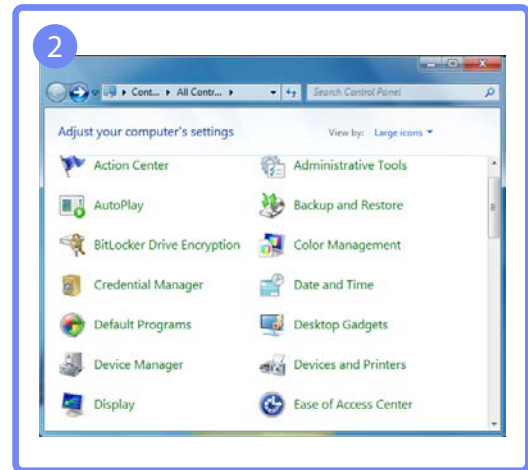 2
Cont... All Contr...
Search Control Panel
Adjust your computer's settings
View by: Large icons
Action Center
Administrative Tools
AutoPlay
Backup and Restore
BitLocker Drive Encryption
Color Management
Credential Manager
Date and Time
Default Programs
Desktop Gadgets
Device Manager
Devices and Printers
Display
Ease of Access Center